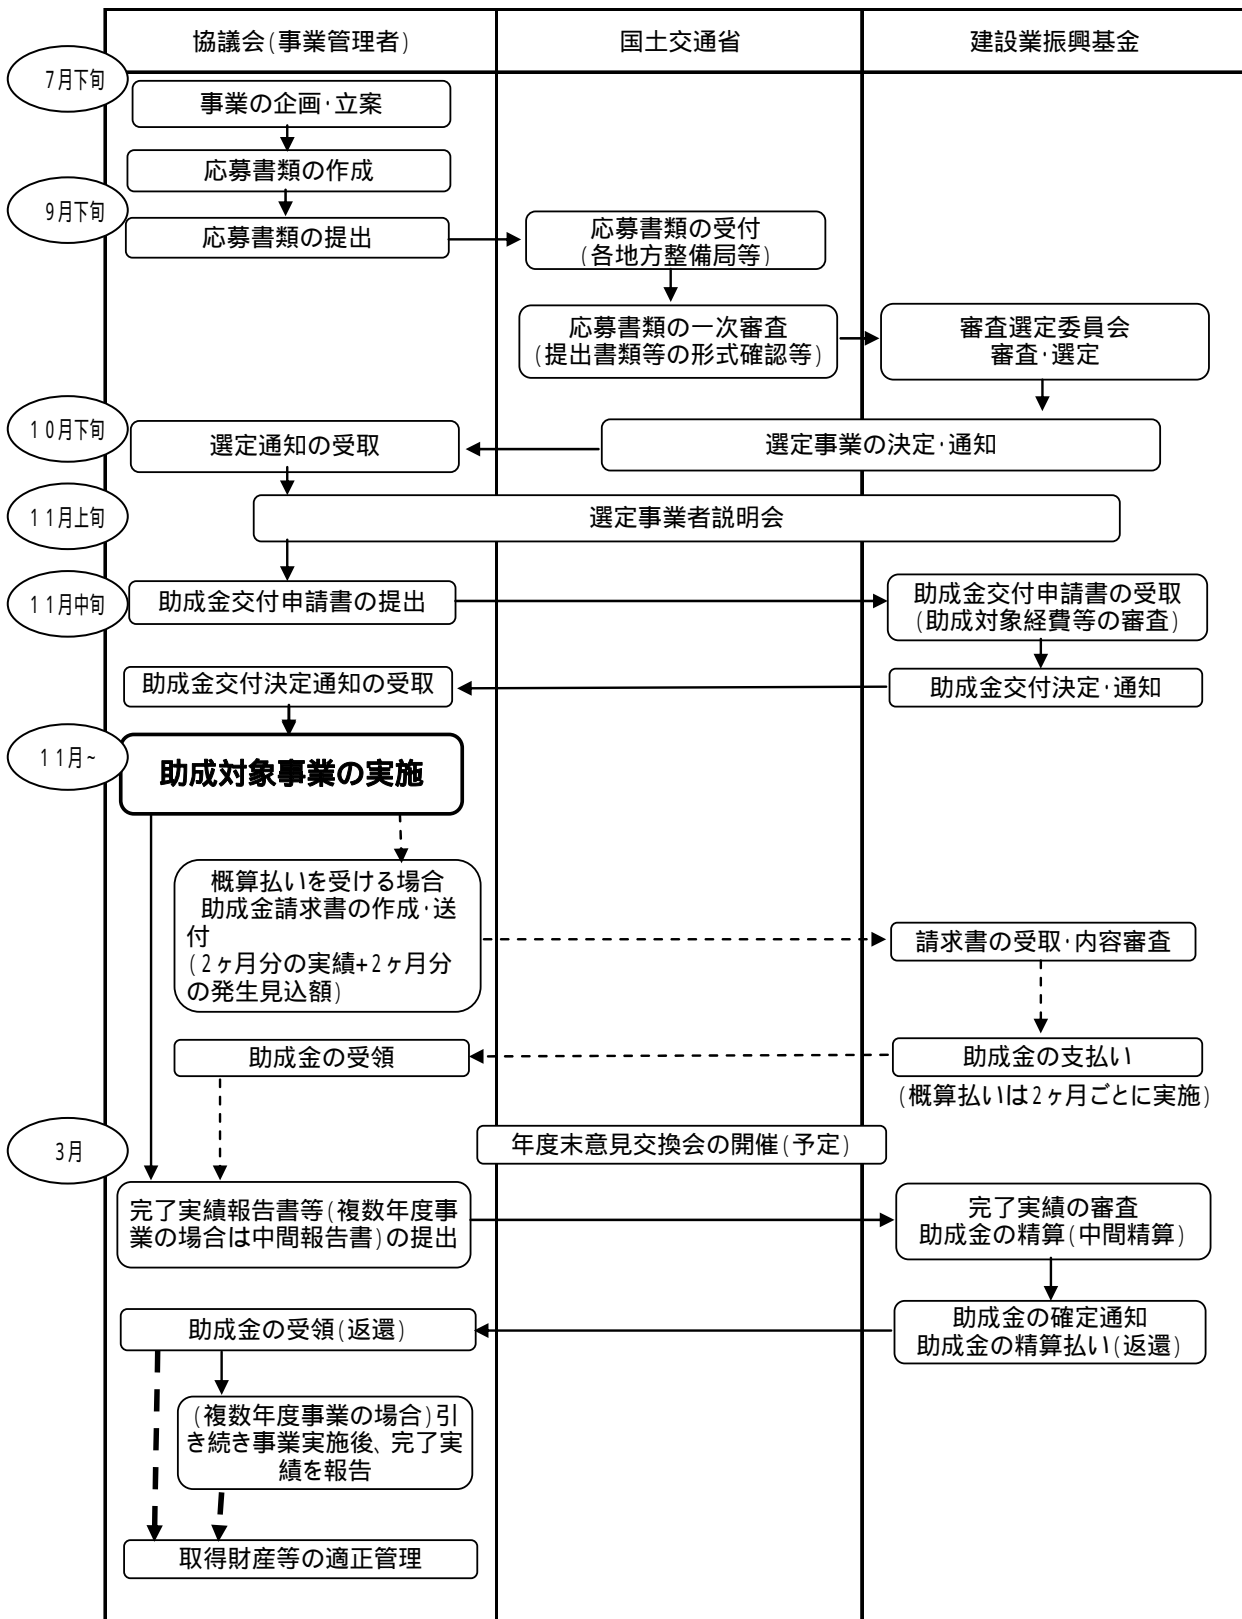 協議会(事業管理者)
国土交通省
建設業振興基金
7月下旬
事業の企画･立案
応募書類の作成
9月下旬
応募書類の提出
応募書類の受付
(各地方整備局等)
応募書類の一次審査
(提出書類等の形式確認等)
審査選定委員会
審査･選定
10月下旬
選定通知の受取
選定事業の決定･通知
11月上旬
選定事業者説明会
11月中旬
助成金交付申請書の提出
助成金交付申請書の受取
(助成対象経費等の審査)
助成金交付決定通知の受取
助成金交付決定･通知
11月~
助成対象事業の実施
概算払いを受ける場合
助成金請求書の作成･送
付
(2ヶ月分の実績+2ヶ月分
の発生見込額)
請求書の受取･内容審査
助成金の受領
助成金の支払い
(概算払いは2ヶ月ごとに実施)
3月
年度末意見交換会の開催(予定)
完了実績報告書等(複数年度事
業の場合は中間報告書)の提出
完了実績の審査
助成金の精算(中間精算)
助成金の受領(返還)
助成金の確定通知
助成金の精算払い(返還)
(複数年度事業の場合)引
き続き事業実施後、完了実
績を報告
取得財産等の適正管理